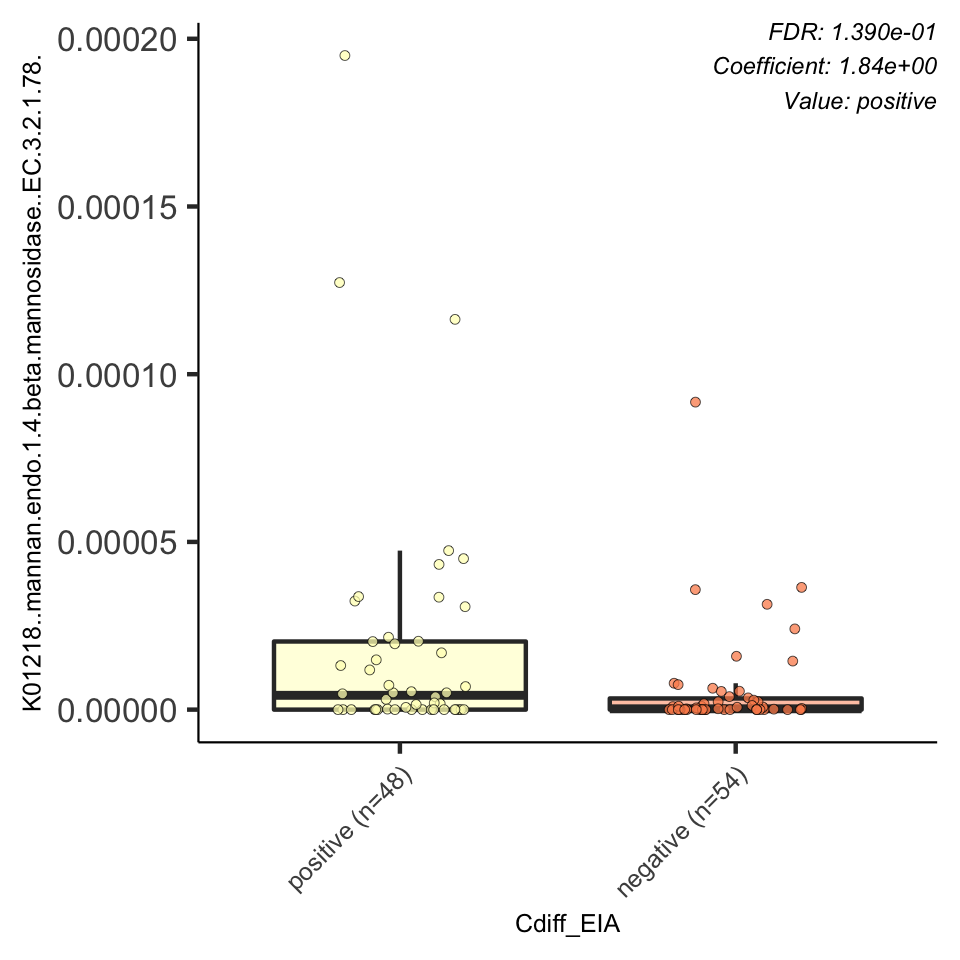 FDR: 1.390e-01
Coefficient: 1.84e+00
Value: positive
K01218..mannan.endo.1.4.beta.mannosidase..EC.3.2.1.78.
0.00020
0.00015
0.00010
0.00005
0.00000
positive (n=48)
negative (n=54)
Cdiff_EIA